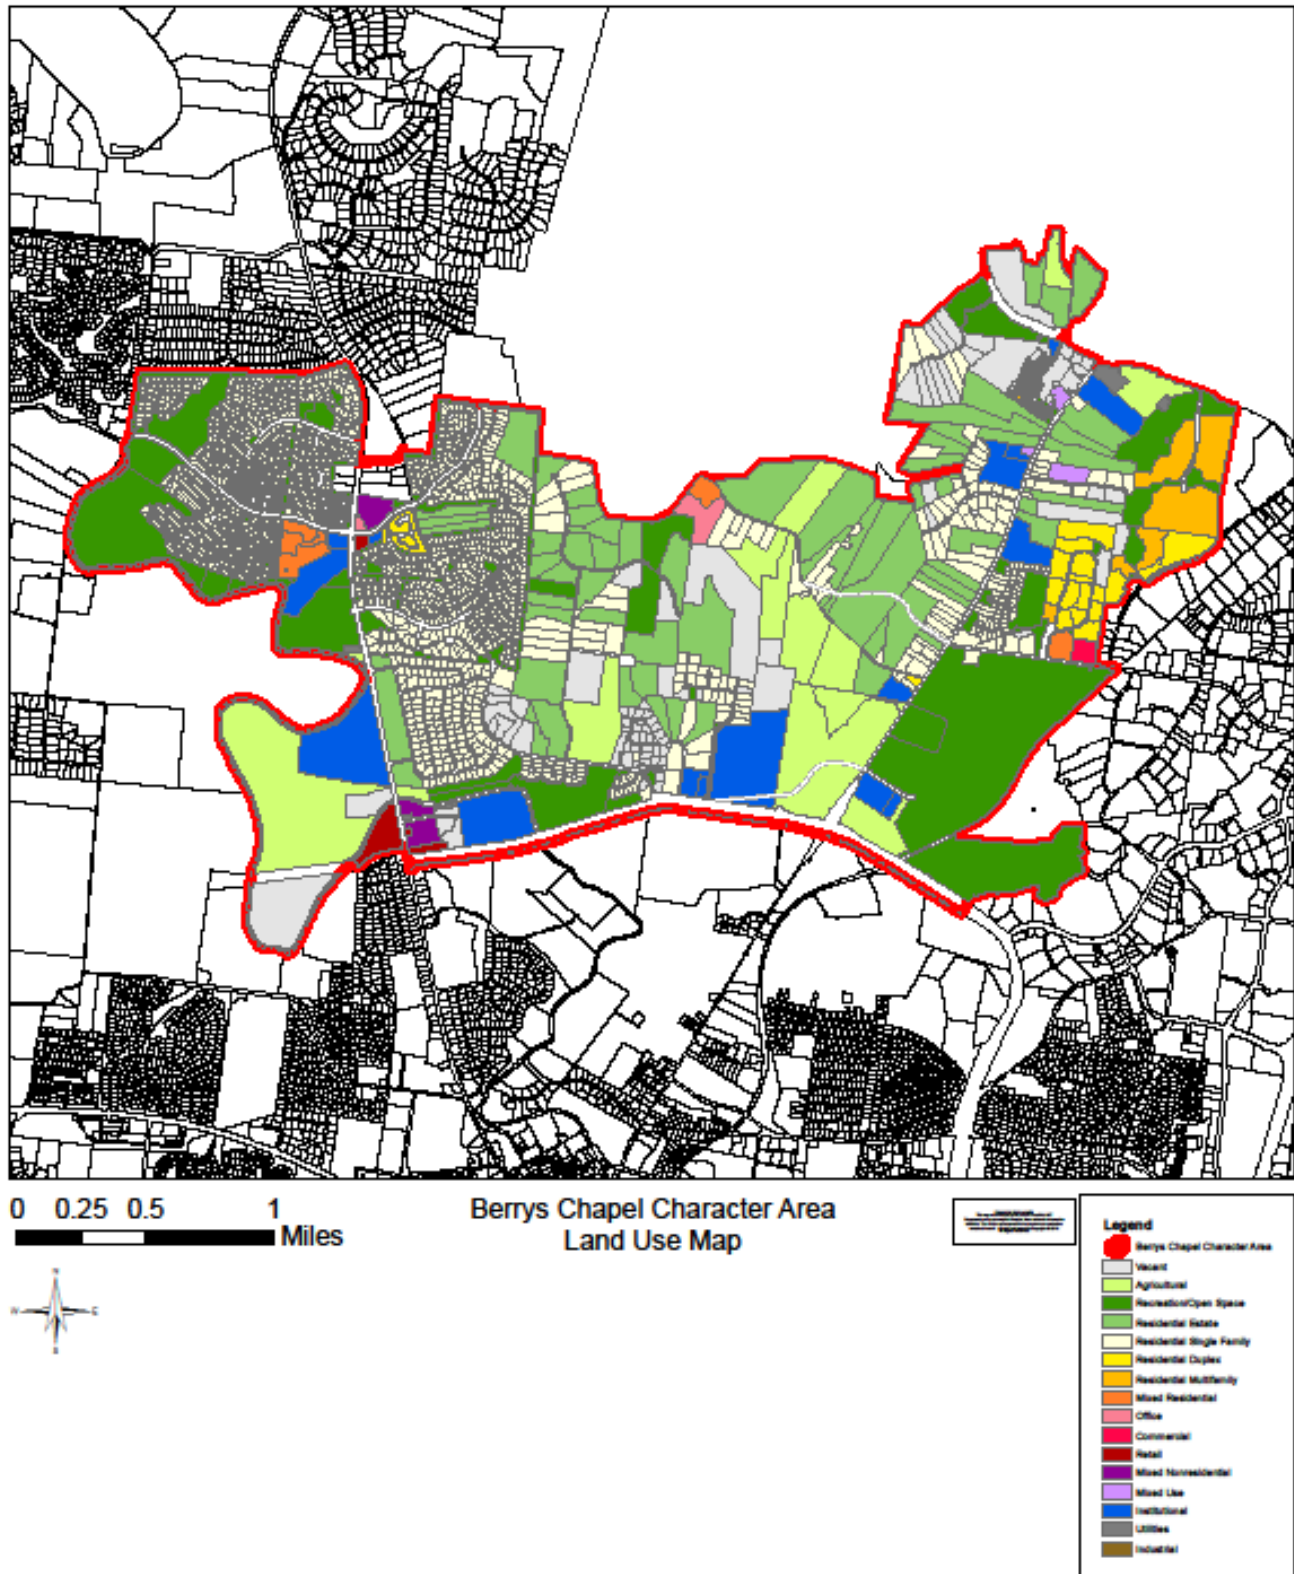 0 0.25 0.5 1
Miles
Berrys Chapel Character Area
Land Use Map
N
W E
S
Legend
Berrys Chapel Character Area
Vacant
Agricultural
Recreation/Open Space
Residential Estate
Residential Single Family
Residential Duplex
Residential Multifamily
Mixed Residential
Office
Commercial
Retail
Mixed Nonresidential
Mixed Use
Institutional
Utilities
Industrial